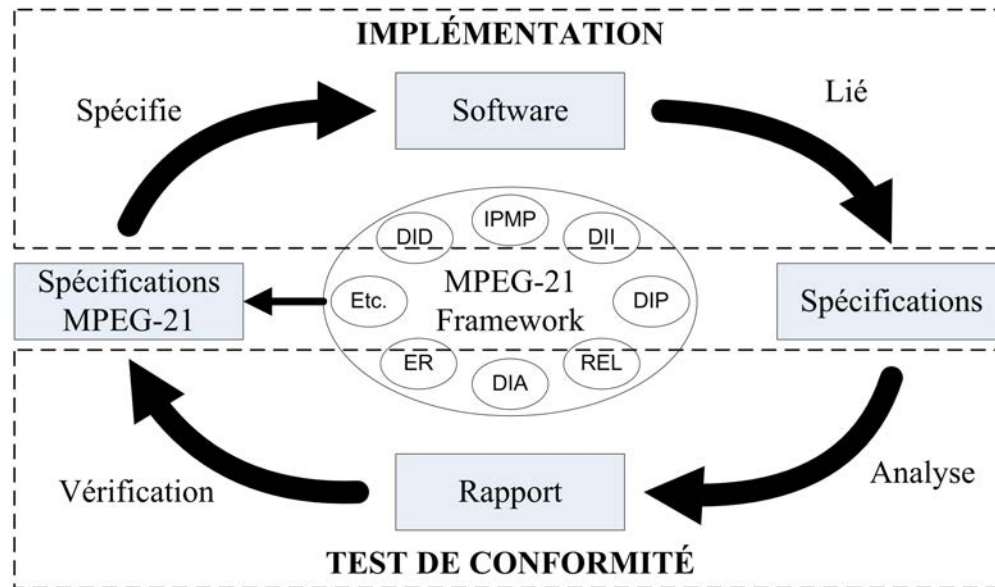 IMPLÉMENTATION
Spécifie
Software
Lié
IPMP
DID
DII
Spécifications
MPEG-21
Etc.
MPEG-21
Framework
DIP
Spécifications
ER
REL
DIA
Vérification
Rapport
Analyse
TEST DE CONFORMITÉ